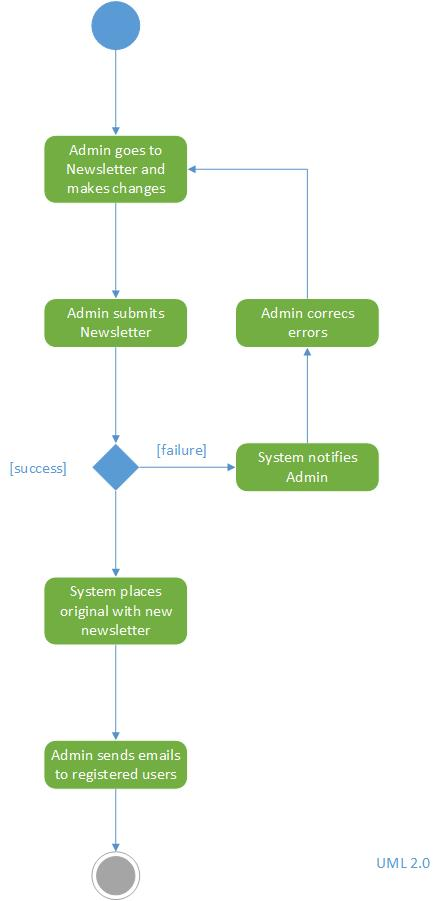 Admin goes to
Newsletter and
makes changes
Admin submits
Newsletter
Admin correcs
errors
[success]
[failure]
System notifies
Admin
System places
original with new
newsletter
Admin sends emails
to registered users
UML 2.0